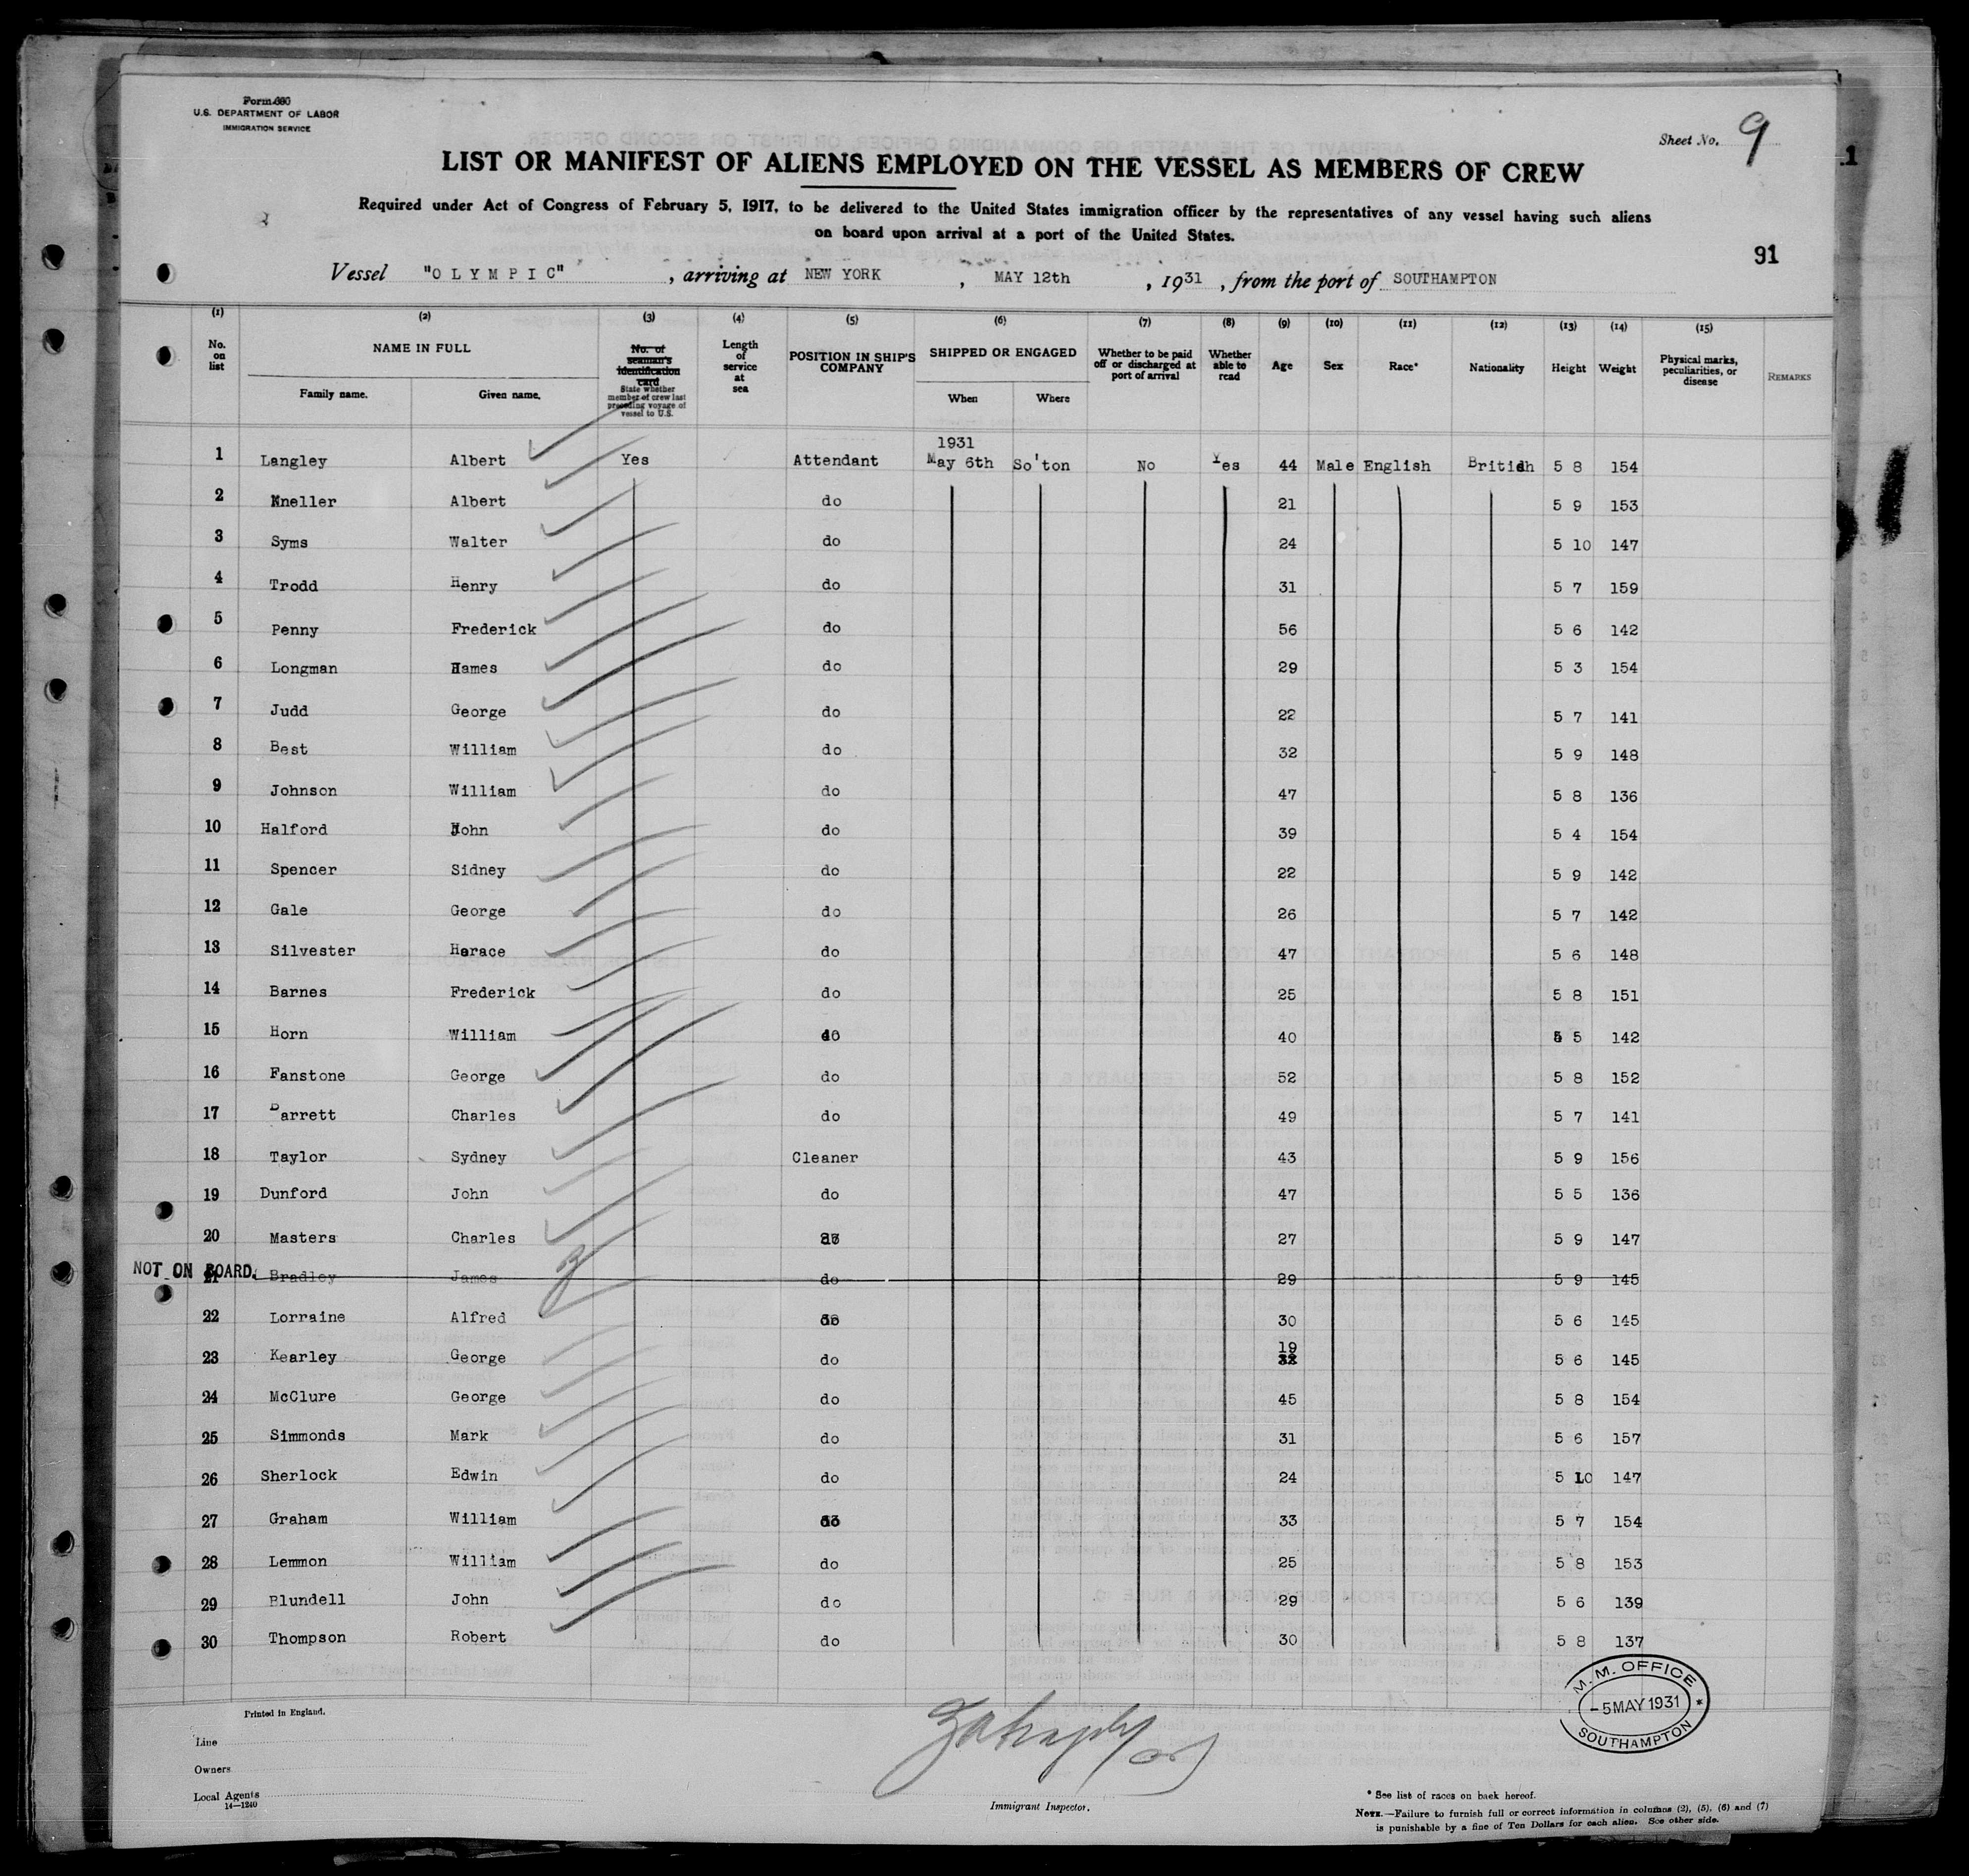 Form 680
U.S. DEPARTMENT OF LABOR
IMMIGRATION SERVICE
Sheet No. 9
LIST OR MANIFEST OF ALIENS EMPLOYED ON THE VESSEL AS MEMBERS OF CREW
Required under Act of Congress of February 5, 1917, to be delivered to the United States immigration officer by the representatives of any vessel having such aliens
on board upon arrival at a port of the United States.
91
Vessel "OLYMPIC", arriving at NEW YORK, MAY 12th, 1931, from the port of SOUTHAMPTON
(1) (2) (3) (4) (5) (6) (7) (8) (9) (10) (11) (12) (13) (14) (15)
No. on list NAME IN FULL Family name. Given name. No. of seaman's identification card State whether member of crew last preceding voyage of vessel to U.S. Length of service at sea POSITION IN SHIP'S COMPANY SHIPPED OR ENGAGED When Where Whether to be paid off or discharged at port of arrival Whether able to read Age Sex Race* Nationality Height Weight Physical marks, peculiarities, or disease REMARKS
1931
1 Langley Albert Yes Attendant May 6th So'ton No Yes 44 Male English British 5 8 154
2 Kneller Albert do 21 5 9 153
3 Syms Walter do 24 5 10 147
4 Trodd Henry do 31 5 7 159
5 Penny Frederick do 56 5 6 142
6 Longman James do 29 5 3 154
7 Judd George do 22 5 7 141
8 Best William do 32 5 9 148
9 Johnson William do 47 5 8 136
10 Halford John do 39 5 4 154
11 Spencer Sidney do 22 5 9 142
12 Gale George do 26 5 7 142
13 Silvester Horace do 47 5 6 148
14 Barnes Frederick do 25 5 8 151
15 Horn William do 40 5 5 142
16 Fanstone George do 52 5 8 152
17 Barrett Charles do 49 5 7 141
18 Taylor Sydney Cleaner 43 5 9 156
19 Dunford John do 47 5 5 136
20 Masters Charles do 27 5 9 147
NOT ON BOARD. 21 Bradley James do 29 5 9 145
22 Lorraine Alfred do 30 5 6 145
23 Kearley George do 19 32 5 6 145
24 McClure George do 45 5 8 154
25 Simmonds Mark do 31 5 6 157
26 Sherlock Edwin do 24 5 10 147
27 Graham William do 33 5 7 154
28 Lemmon William do 25 5 8 153
29 Blundell John do 29 5 6 139
30 Thompson Robert do 30 5 8 137
M. M. OFFICE
-5 MAY 1931 *
SOUTHAMPTON
Printed in England.
Line
Owners
Local Agents
14—1240
Immigrant Inspector.
* See list of races on back hereof.
NOTE.—Failure to furnish full or correct information in columns (2), (5), (6) and (7)
is punishable by a fine of Ten Dollars for each alien. See other side.